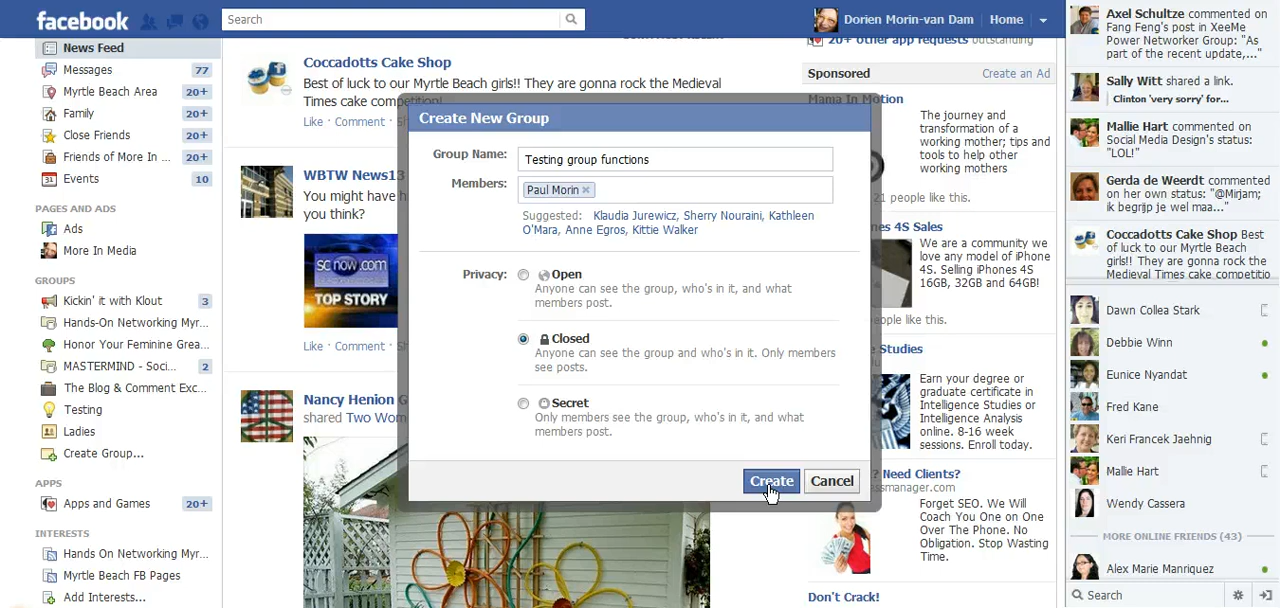 facebook
Search
Dorien Morin-van Dam
Home
News Feed
Messages 77
Myrtle Beach Area 20+
Family 20+
Close Friends 20+
Friends of More In ... 20+
Events 10
PAGES AND ADS
Ads
More In Media
GROUPS
Kickin' it with Klout 3
Hands-On Networking Myr...
Honor Your Feminine Grea...
MASTERMIND - Soci... 2
The Blog & Comment Exc...
Testing
Ladies
Create Group...
APPS
Apps and Games 20+
INTERESTS
Hands On Networking Myr...
Myrtle Beach FB Pages
Add Interests...
Coccadotts Cake Shop
Best of luck to our Myrtle Beach girls!! They are gonna rock the Medieval
Times cake competition!
Like · Comment ·
WBTW News13
You might have
you think?
sc now.com
TOP STORY
Like · Comment ·
Nancy Henion
shared Two Wom
Create New Group
Group Name: Testing group functions
Members: Paul Morin
Suggested: Klaudia Jurewicz, Sherry Nouraini, Kathleen
O'Mara, Anne Egros, Kittie Walker
Privacy: Open
Anyone can see the group, who's in it, and what
members post.
Closed
Anyone can see the group and who's in it. Only members
see posts.
Secret
Only members see the group, who's in it, and what
members post.
Create Cancel
20+ other app requests outstanding
Sponsored Create an Ad
Mama In Motion
The journey and
transformation of a
working mother; tips and
tools to help other
working mothers
21 people like this.
nes 4S Sales
We are a community we
love any model of iPhone
4S. Selling iPhones 4S
16GB, 32GB and 64GB!
ople like this.
e Studies
Earn your degree or
graduate certificate in
Intelligence Studies or
Intelligence Analysis
online. 8-16 week
sessions. Enroll today.
? Need Clients?
essmanager.com
Forget SEO. We Will
Coach You One on One
Over The Phone. No
Obligation. Stop Wasting
Time.
Don't Crack!
Axel Schultze commented on
Fang Feng's post in XeeMe
Power Networker Group: "As
part of the recent update,..."
Sally Witt shared a link.
Clinton 'very sorry' for...
Mallie Hart commented on
Social Media Design's status:
"LOL!"
Gerda de Weerdt commented
on her own status: "@Mirjam;
ik begrijp je wel maa..."
Coccadotts Cake Shop Best
of luck to our Myrtle Beach
girls!! They are gonna rock the
Medieval Times cake competitio
Dawn Collea Stark
Debbie Winn
Eunice Nyandat
Fred Kane
Keri Francek Jaehnig
Mallie Hart
Wendy Cassera
MORE ONLINE FRIENDS (43)
Alex Marie Manriquez
Search